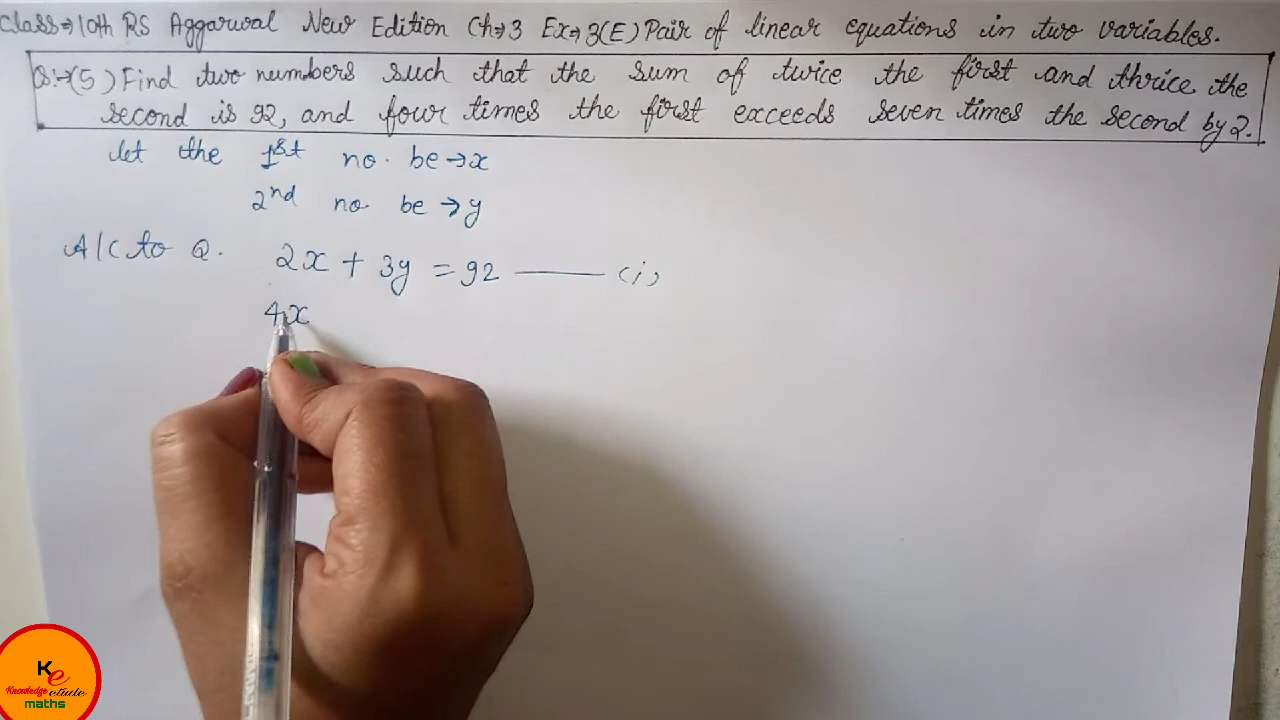 Class→10th RS Aggarwal New Edition Ch→3 Ex→3(E) Pair of linear equations in two variables.
Q:→(5) Find two numbers such that the sum of twice the first and thrice the
second is 92, and four times the first exceeds seven times the second by 2.
let the 1st no. be→x
2nd no be→y
A/C to Q. 2x + 3y = 92 —— (i)
4x
Ke
Knowledge
maths